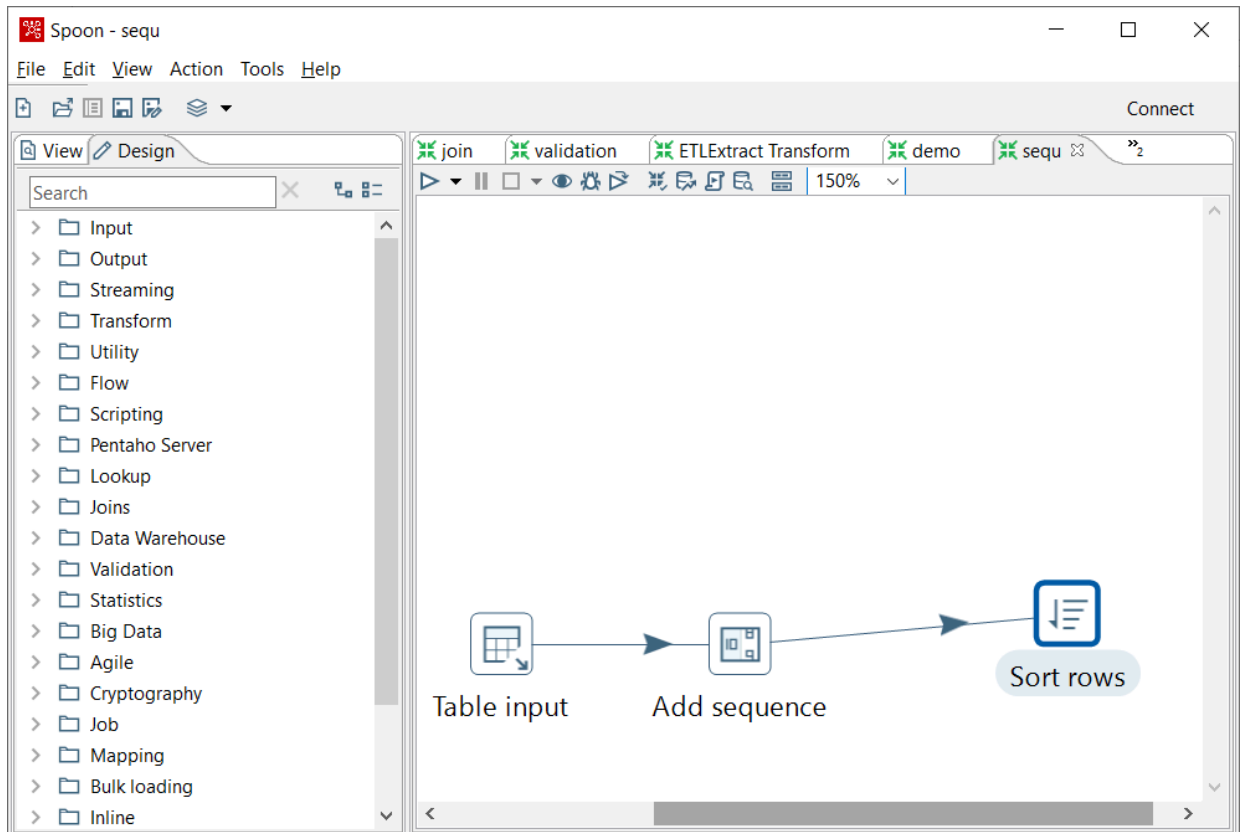 Spoon - sequ
File Edit View Action Tools Help
Connect
View Design
join validation ETLExtract Transform demo sequ »2
Search
150%
Input
Output
Streaming
Transform
Utility
Flow
Scripting
Pentaho Server
Lookup
Joins
Data Warehouse
Validation
Statistics
Big Data
Agile
Cryptography
Job
Mapping
Bulk loading
Inline
Table input
Add sequence
Sort rows